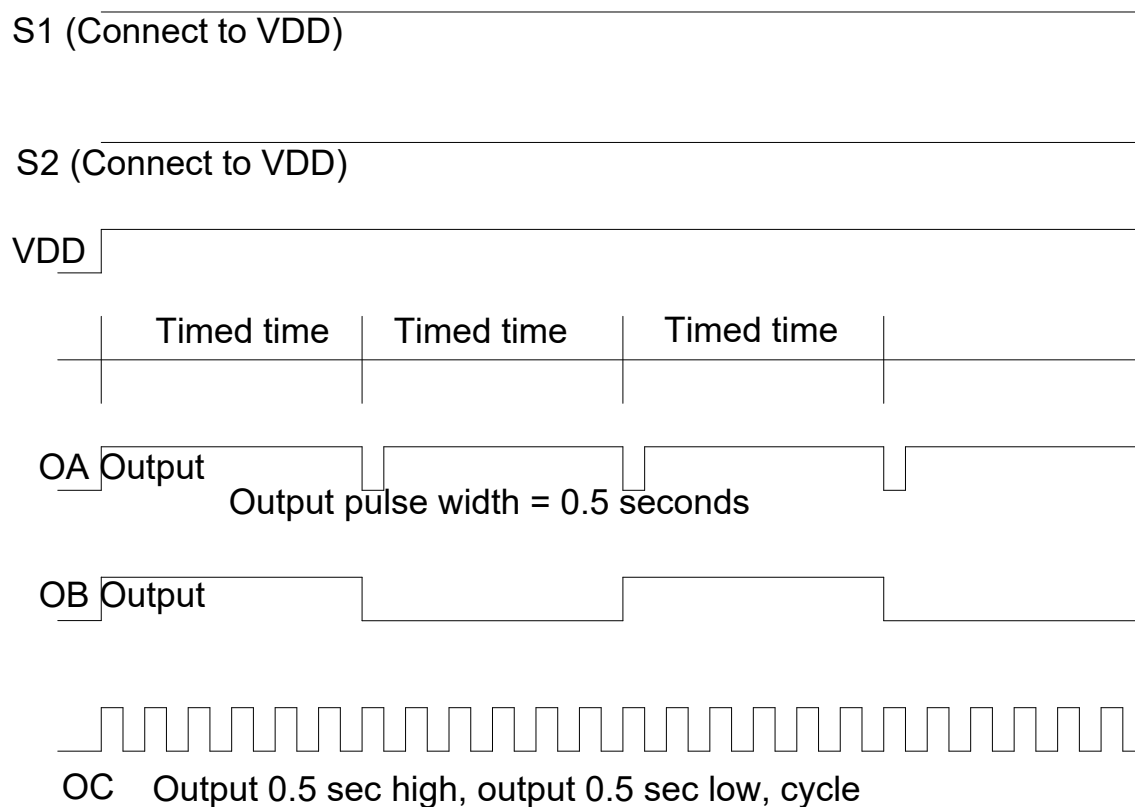 S1 (Connect to VDD)
S2 (Connect to VDD)
VDD
Timed time Timed time Timed time
OA Output
Output pulse width = 0.5 seconds
OB Output
OC Output 0.5 sec high, output 0.5 sec low, cycle